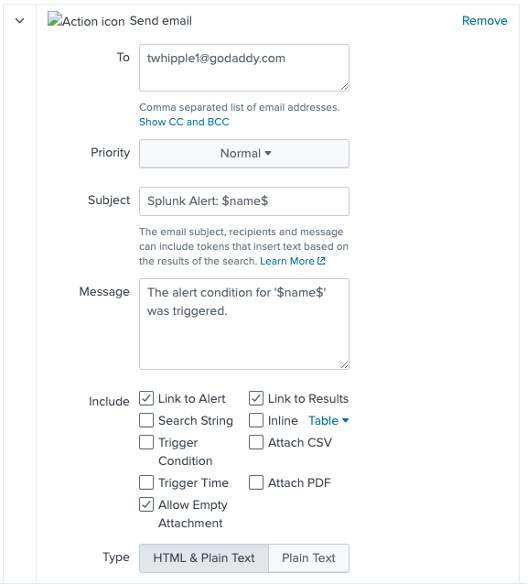 Action icon Send email Remove
To twhipple1@godaddy.com
Comma separated list of email addresses.
Show CC and BCC
Priority Normal
Subject Splunk Alert: $name$
The email subject, recipients and message
can include tokens that insert text based on
the results of the search. Learn More
Message The alert condition for '$name$'
was triggered.
Include Link to Alert Link to Results
Search String Inline Table
Trigger Attach CSV
Condition
Trigger Time Attach PDF
Allow Empty
Attachment
Type HTML & Plain Text Plain Text